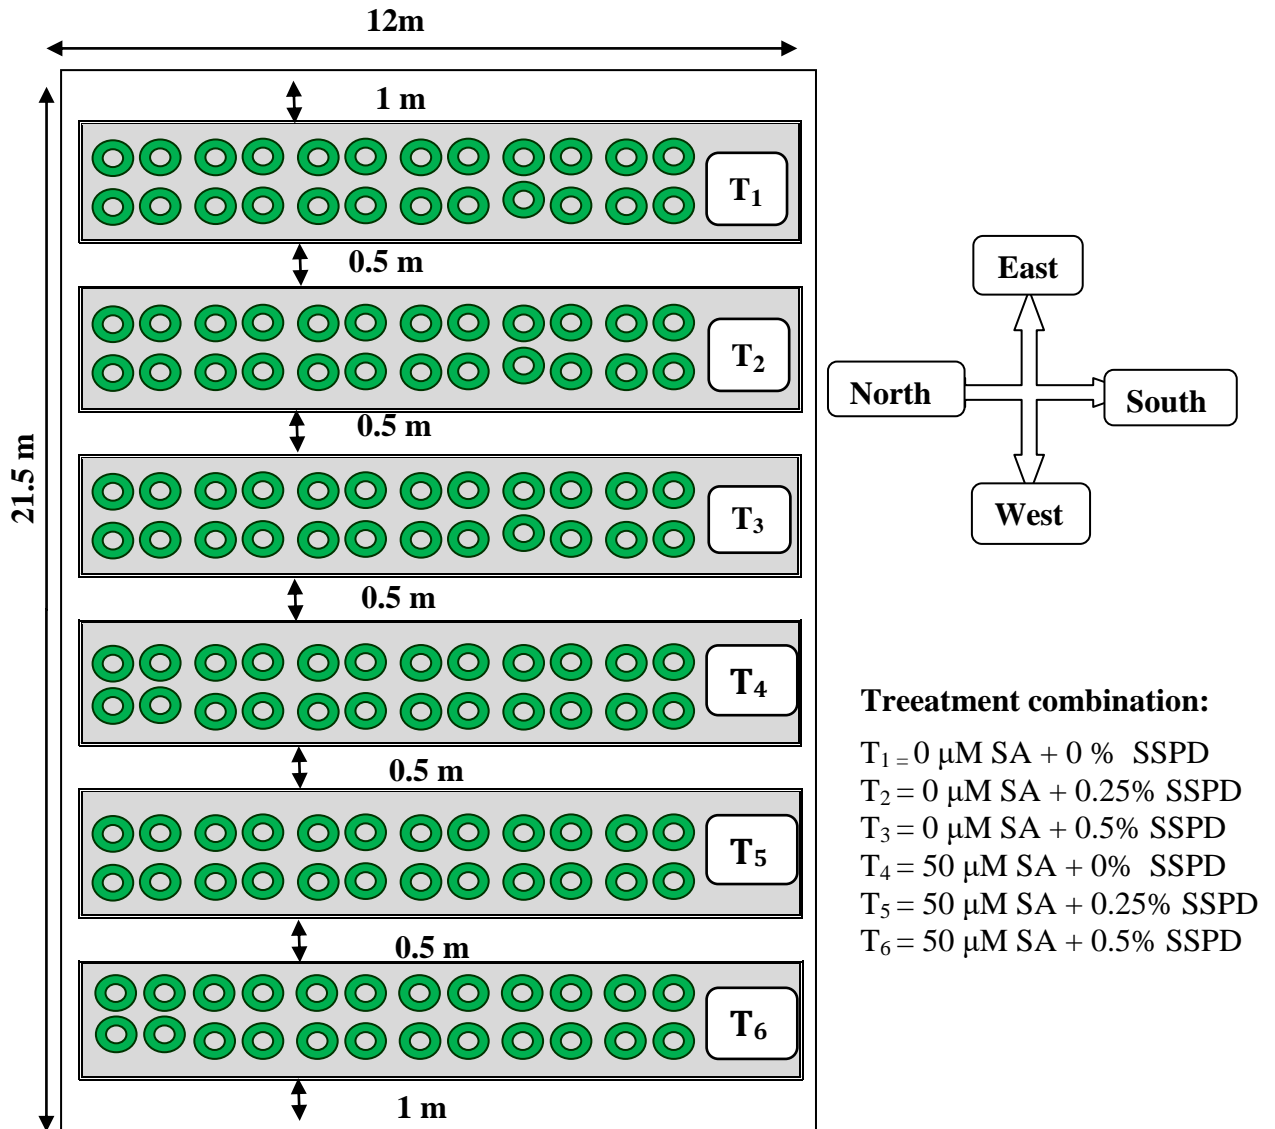 12m
1 m
T₁
0.5 m
T₂
0.5 m
T₃
0.5 m
T₄
0.5 m
T₅
0.5 m
T₆
1 m
21.5 m
East
North
South
West
Treeatment combination:
T₁ = 0 μM SA + 0 % SSPD
T₂ = 0 μM SA + 0.25% SSPD
T₃ = 0 μM SA + 0.5% SSPD
T₄ = 50 μM SA + 0% SSPD
T₅ = 50 μM SA + 0.25% SSPD
T₆ = 50 μM SA + 0.5% SSPD